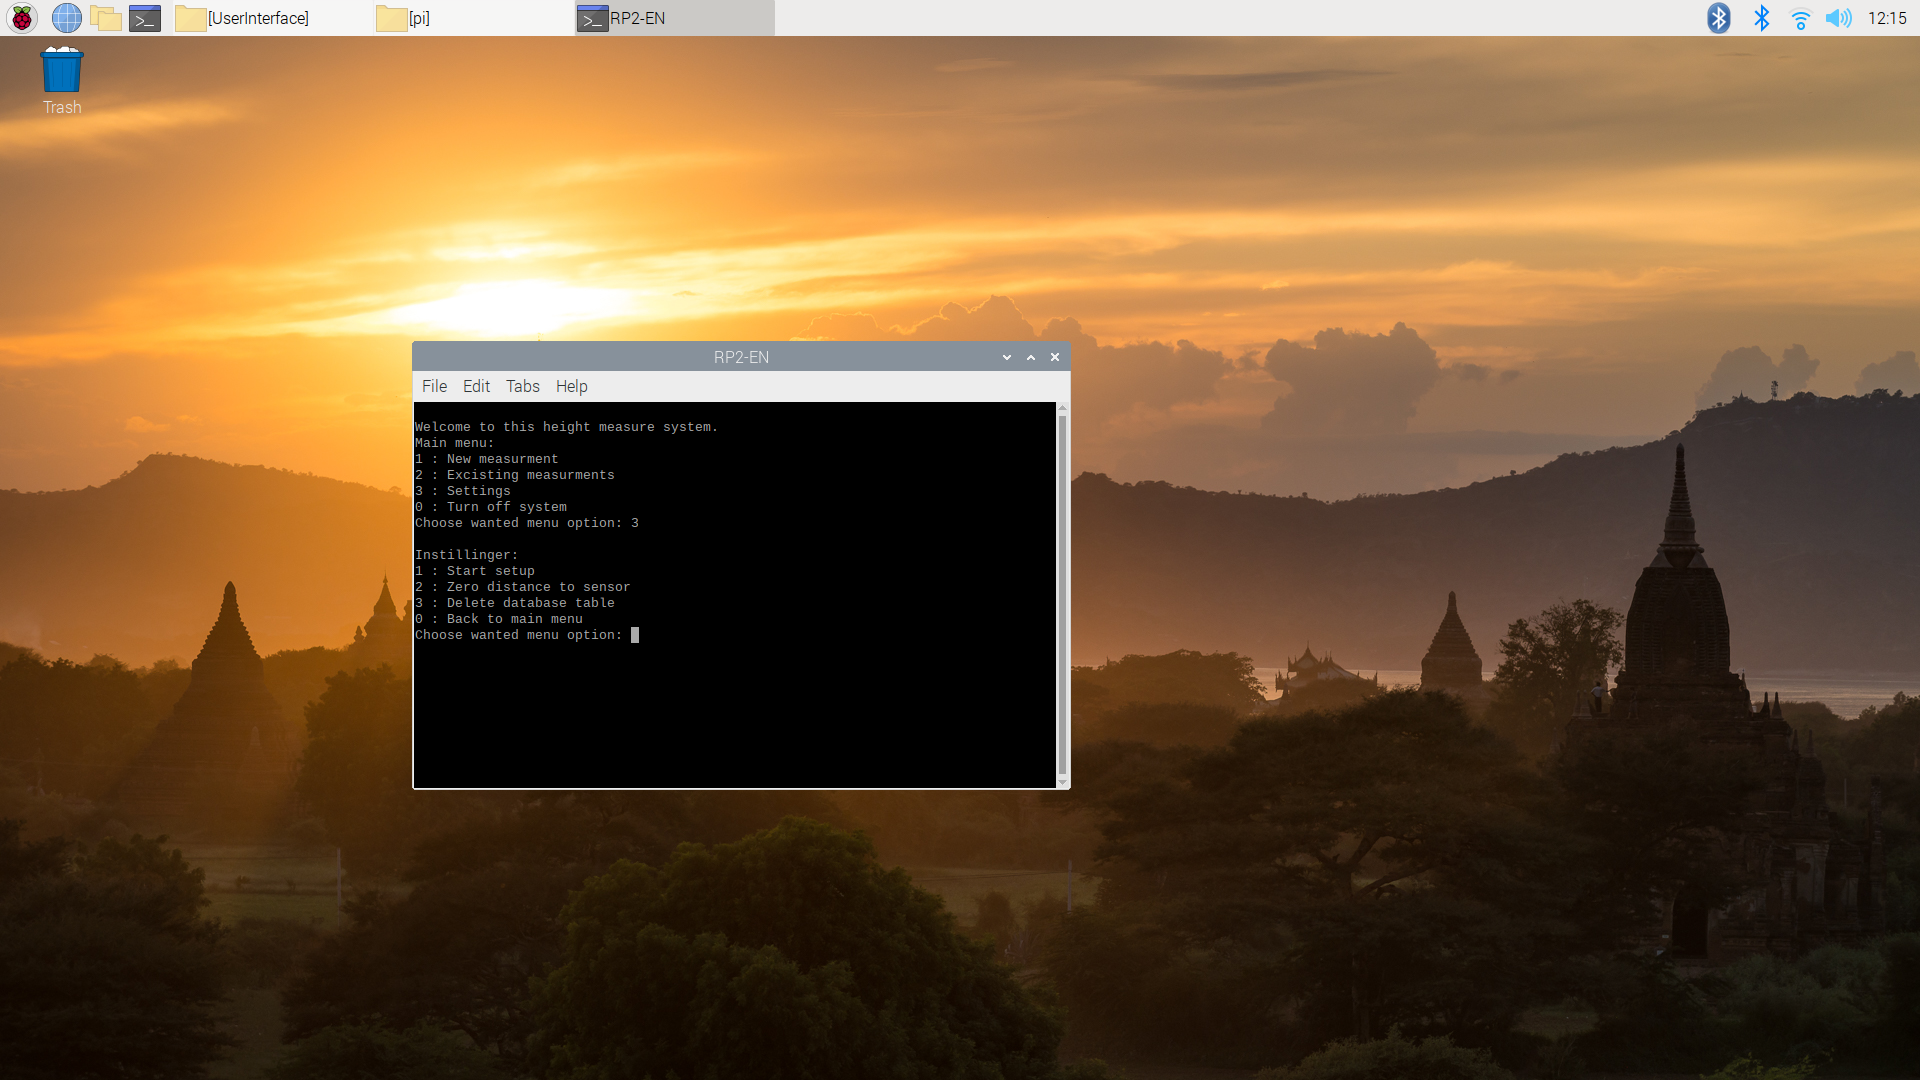 [UserInterface]
[pi]
RP2-EN
12:15
Trash
RP2-EN
File Edit Tabs Help
Welcome to this height measure system.
Main menu:
1 : New measurment
2 : Excisting measurments
3 : Settings
0 : Turn off system
Choose wanted menu option: 3
Instillinger:
1 : Start setup
2 : Zero distance to sensor
3 : Delete database table
0 : Back to main menu
Choose wanted menu option: